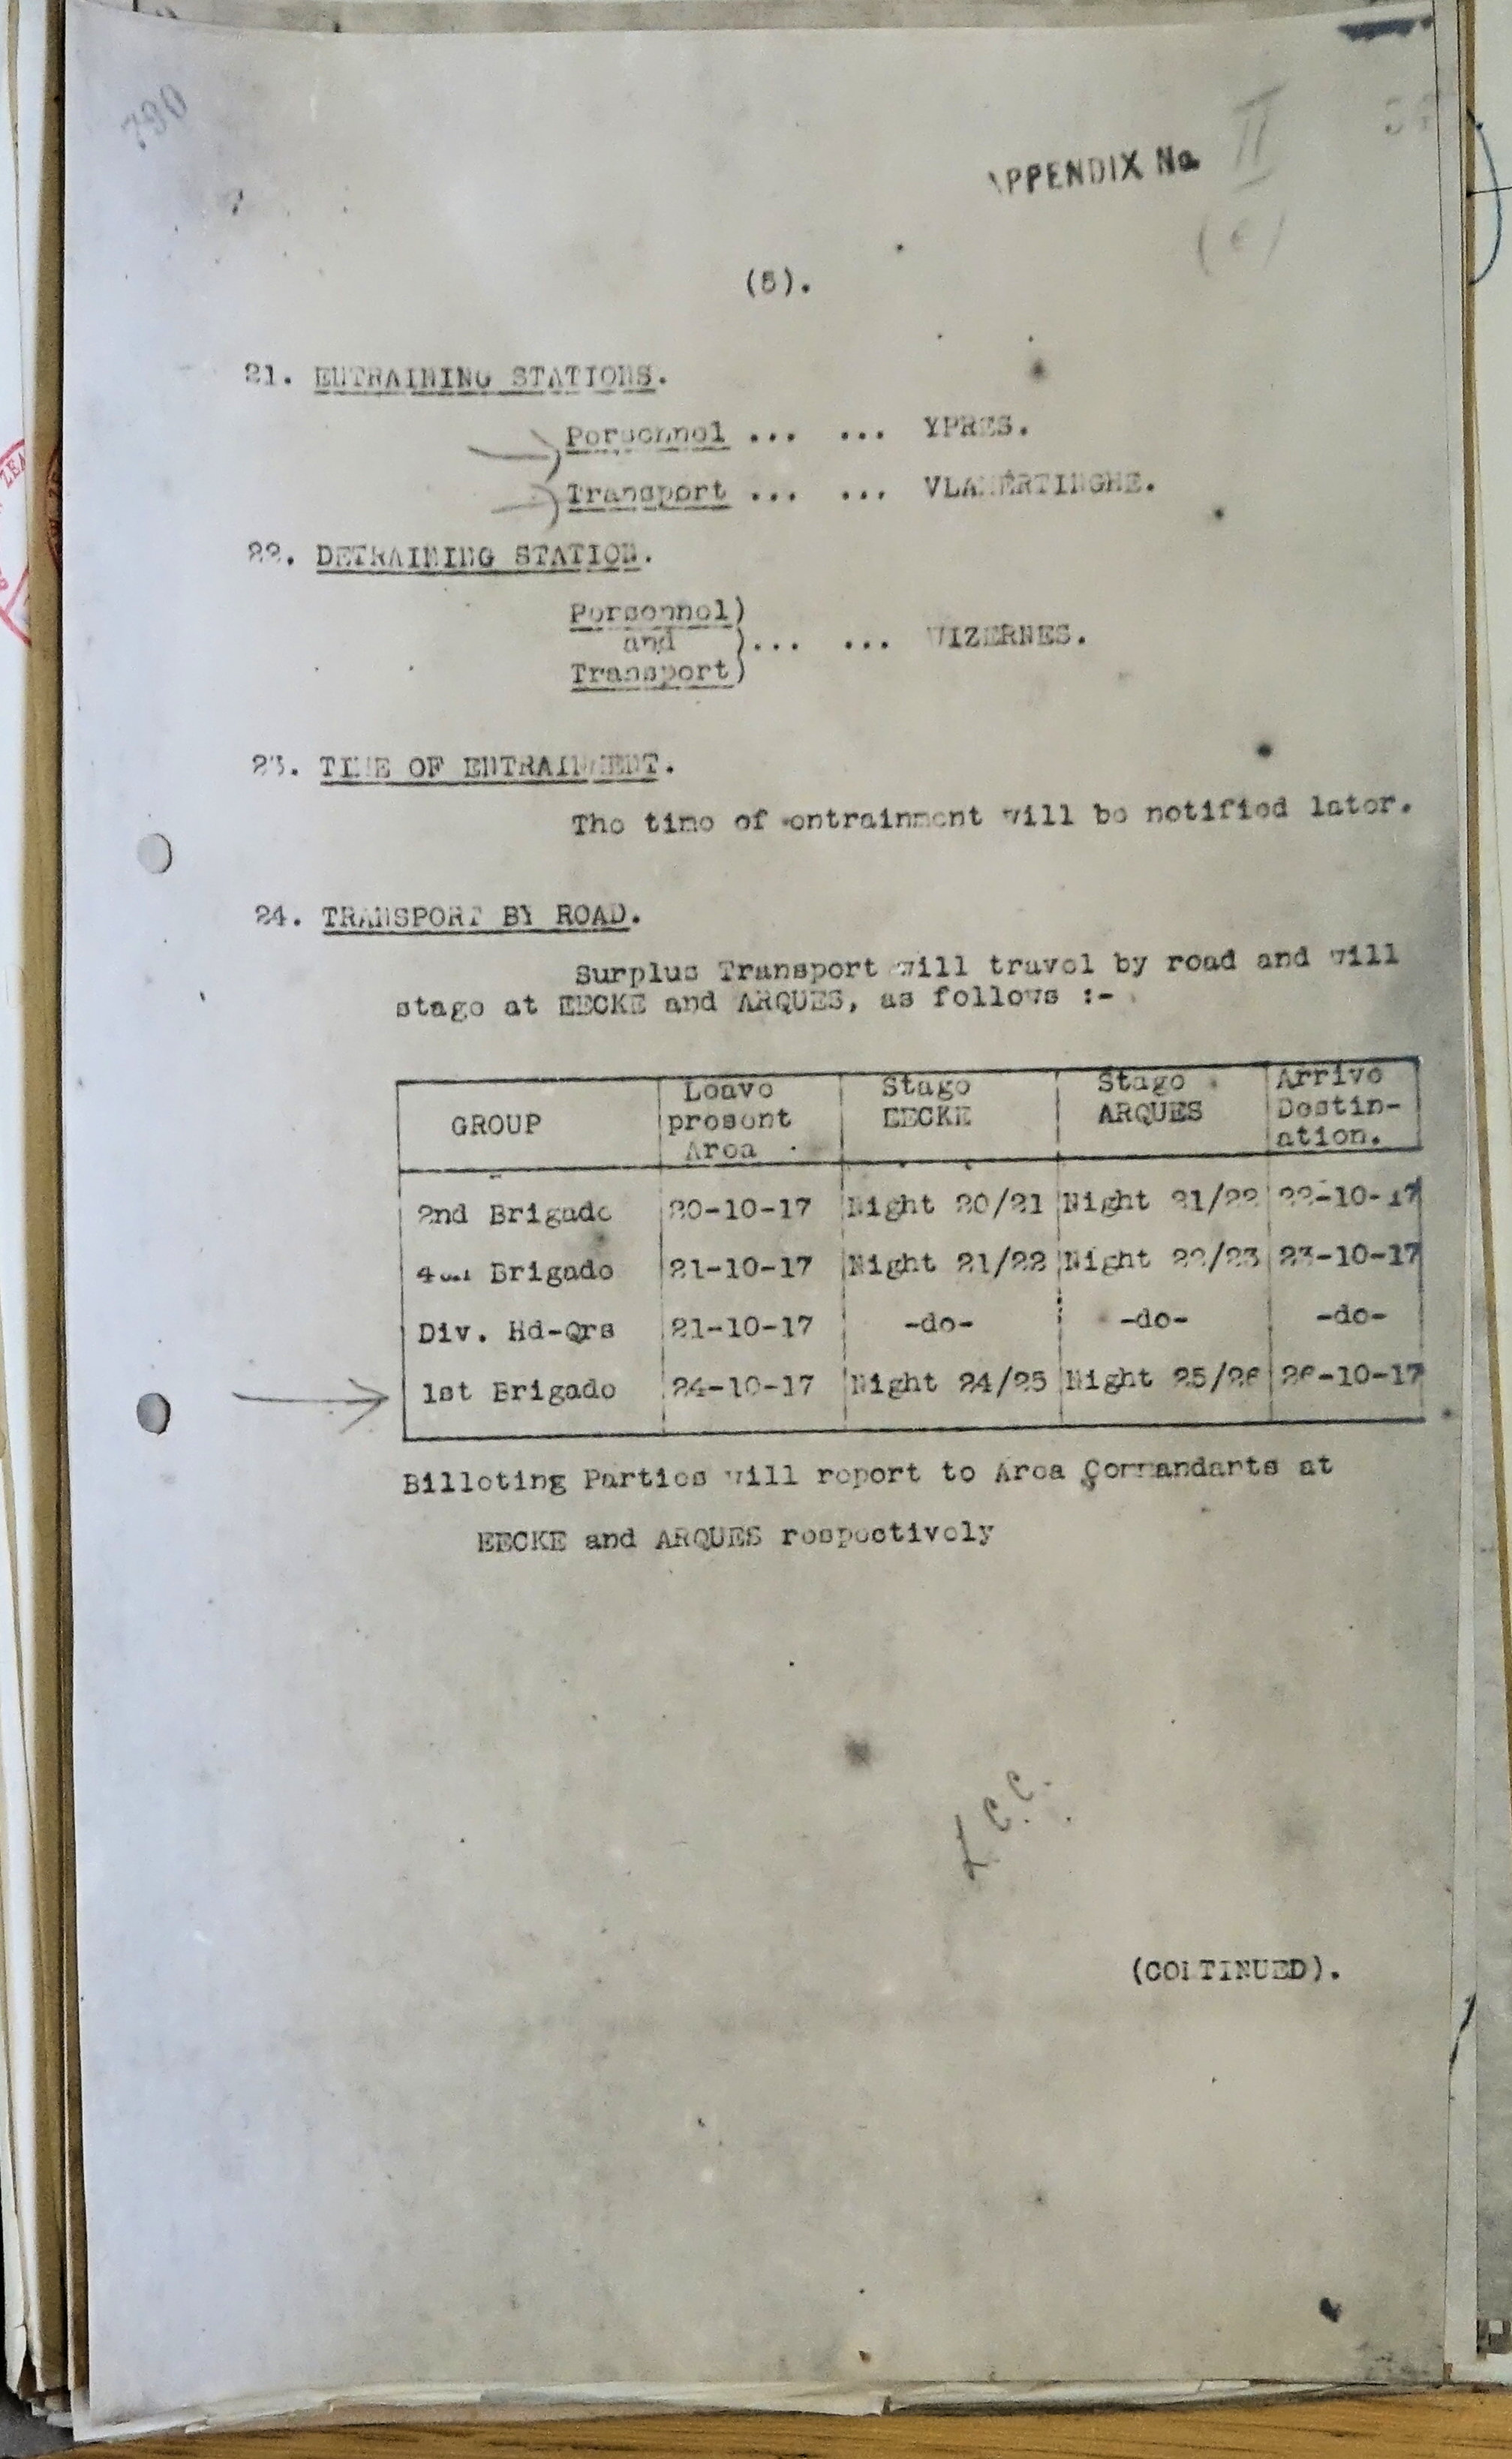 790
APPENDIX No II
(5).
21. ENTRAINING STATIONS.
Personnel ... ... YPRES.
Transport ... ... VLAMERTINGHE.
22. DETRAINING STATION.
Personnel)
and )... ... WIZERNES.
Transport)
23. TIME OF ENTRAINMENT.
The time of entrainment will be notified later.
24. TRANSPORT BY ROAD.
Surplus Transport will travel by road and will
stage at EECKE and ARQUES, as follows :-
GROUP | Leave present Area | Stage EECKE | Stage ARQUES | Arrive Destin-ation.
2nd Brigade | 20-10-17 | Night 20/21 | Night 21/22 | 22-10-17
4th Brigade | 21-10-17 | Night 21/22 | Night 22/23 | 23-10-17
Div. Hd-Qrs | 21-10-17 | -do- | -do- | -do-
1st Brigade | 24-10-17 | Night 24/25 | Night 25/26 | 26-10-17
Billeting Parties will report to Area Commandants at
EECKE and ARQUES respectively
(CONTINUED).